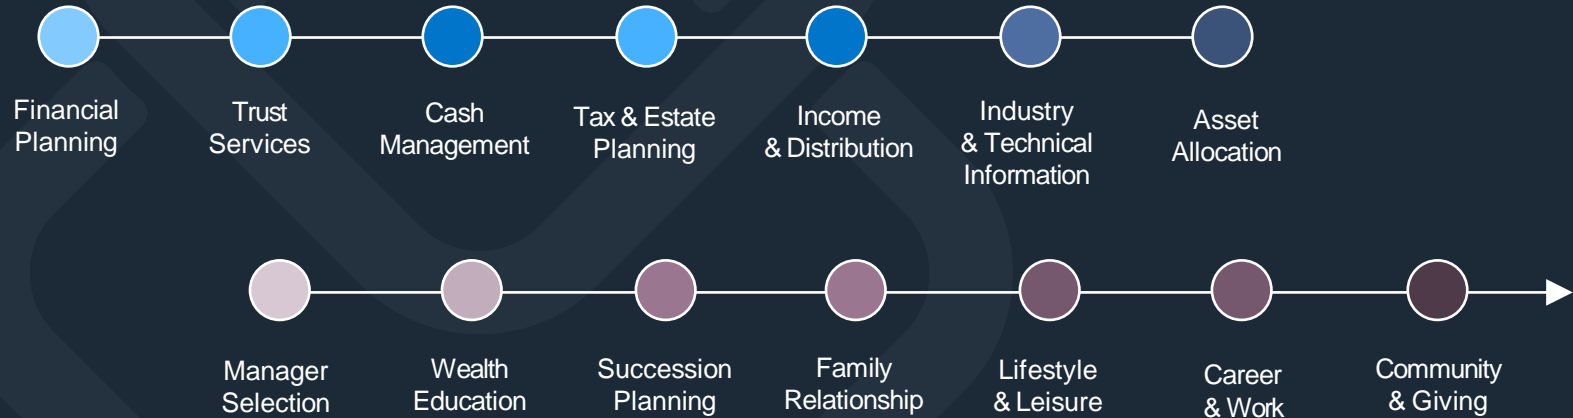 Financial
Planning
Trust
Services
Cash
Management
Tax & Estate
Planning
Income
& Distribution
Industry
& Technical
Information
Asset
Allocation
Manager
Selection
Wealth
Education
Succession
Planning
Family
Relationship
Lifestyle
& Leisure
Career
& Work
Community
& Giving